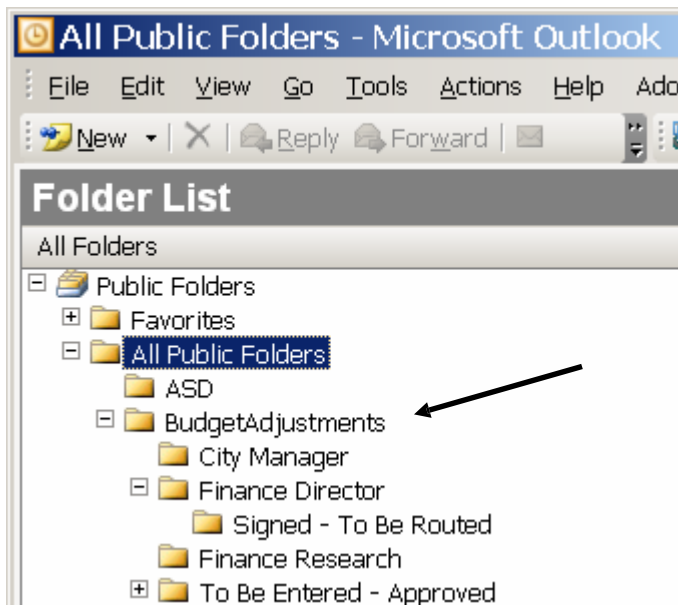 All Public Folders - Microsoft Outlook
File Edit View Go Tools Actions Help Ado
New Reply Forward
Folder List
All Folders
Public Folders
Favorites
All Public Folders
ASD
BudgetAdjustments
City Manager
Finance Director
Signed - To Be Routed
Finance Research
To Be Entered - Approved